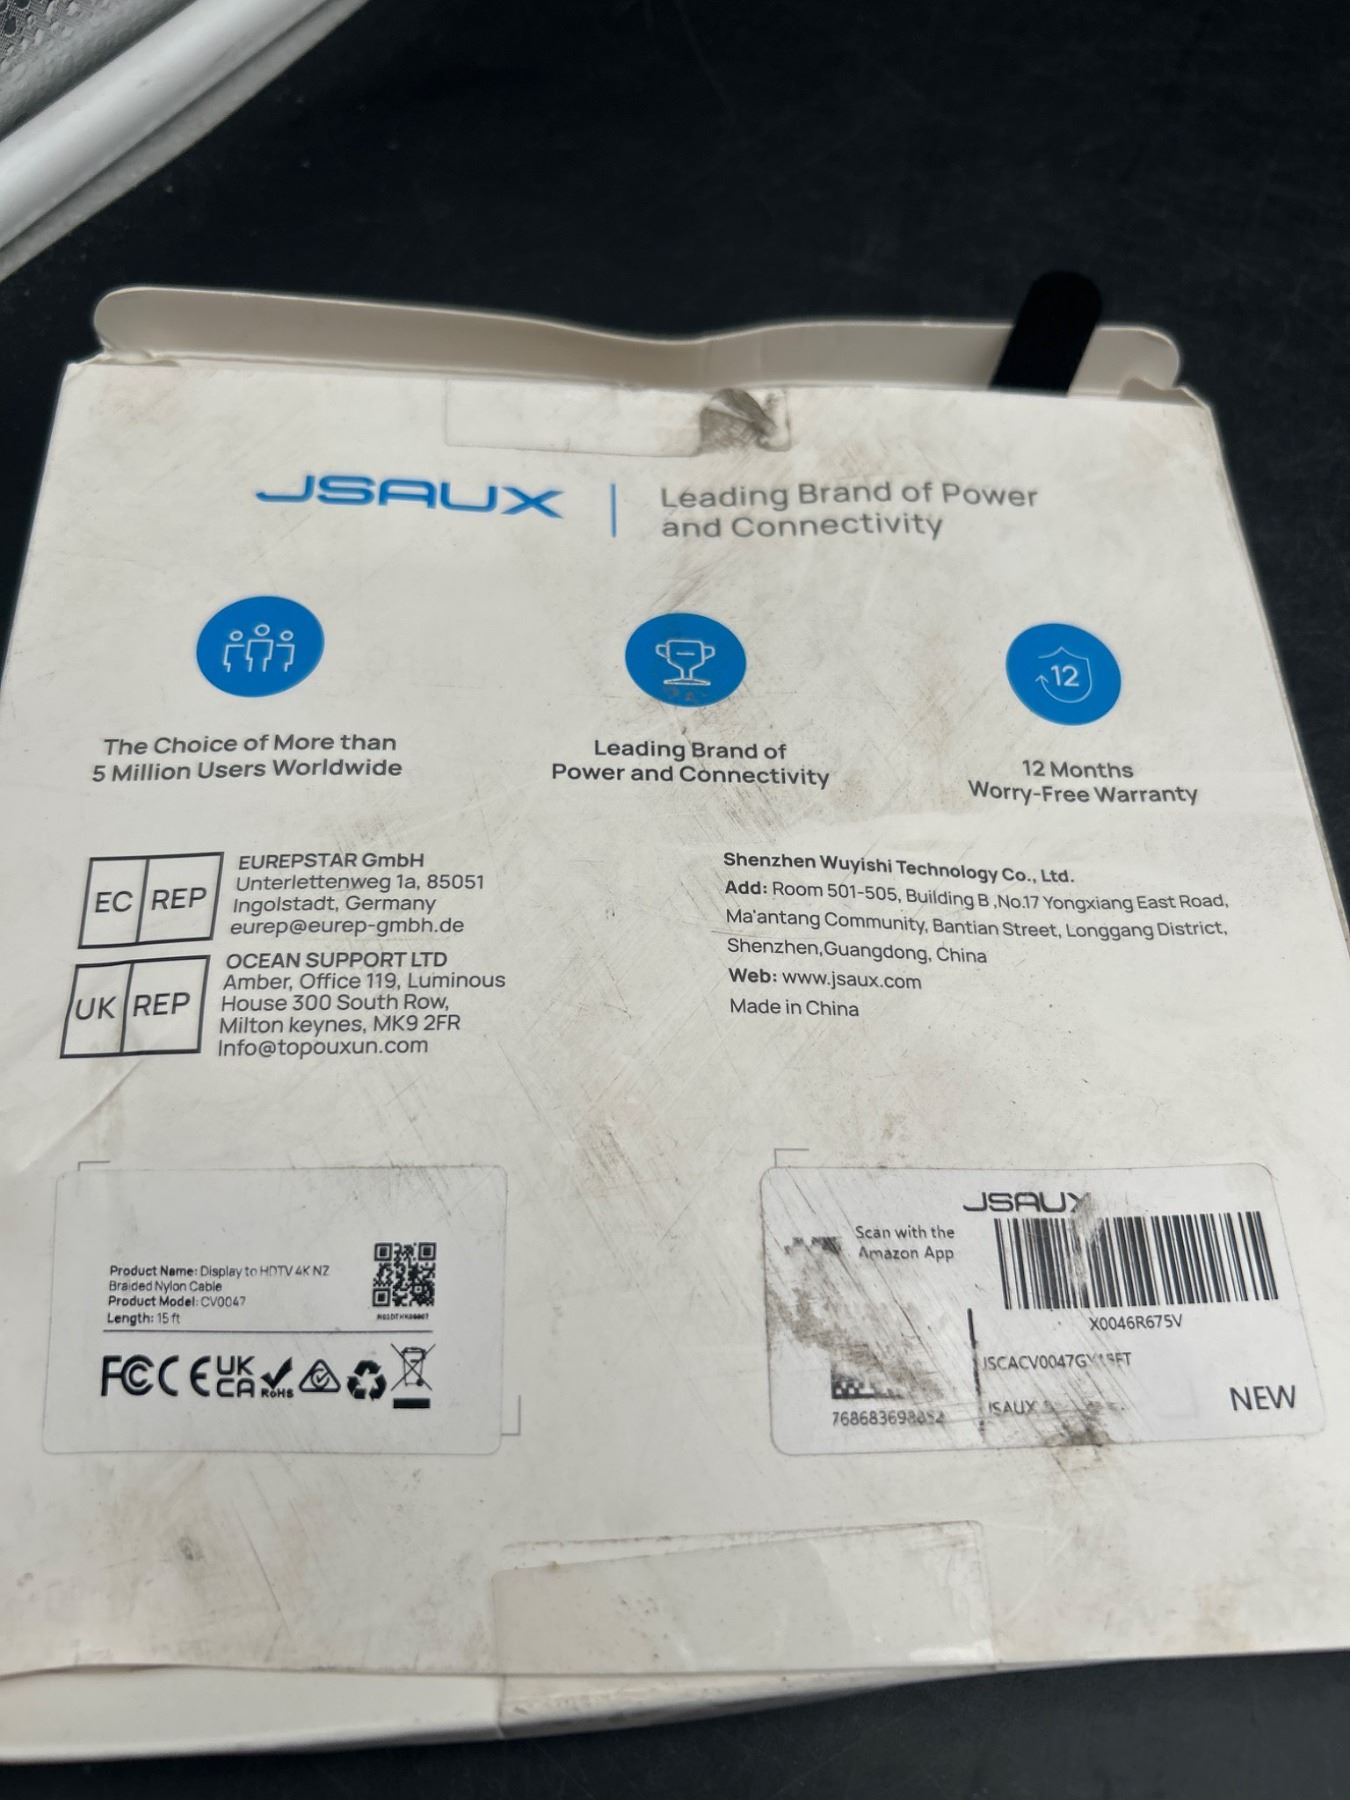 JSAUX
Leading Brand of Power
and Connectivity
12
The Choice of More than
5 Million Users Worldwide
Leading Brand of
Power and Connectivity
12 Months
Worry-Free Warranty
EC REP
EUREPSTAR GmbH
Unterlettenweg 1a, 85051
Ingolstadt, Germany
eurep@eurep-gmbh.de
UK REP
OCEAN SUPPORT LTD
Amber, Office 119, Luminous
House 300 South Row,
Milton keynes, MK9 2FR
Info@topouxun.com
Shenzhen Wuyishi Technology Co., Ltd.
Add: Room 501-505, Building B ,No.17 Yongxiang East Road,
Ma'antang Community, Bantian Street, Longgang District,
Shenzhen,Guangdong, China
Web: www.jsaux.com
Made in China
Product Name: Display to HDTV 4K NZ
Braided Nylon Cable
Product Model: CV0047
Length: 15 ft
FC CE UK
CA
RoHS
JSAUX
Scan with the
Amazon App
X0046R675V
JSAUX
NEW